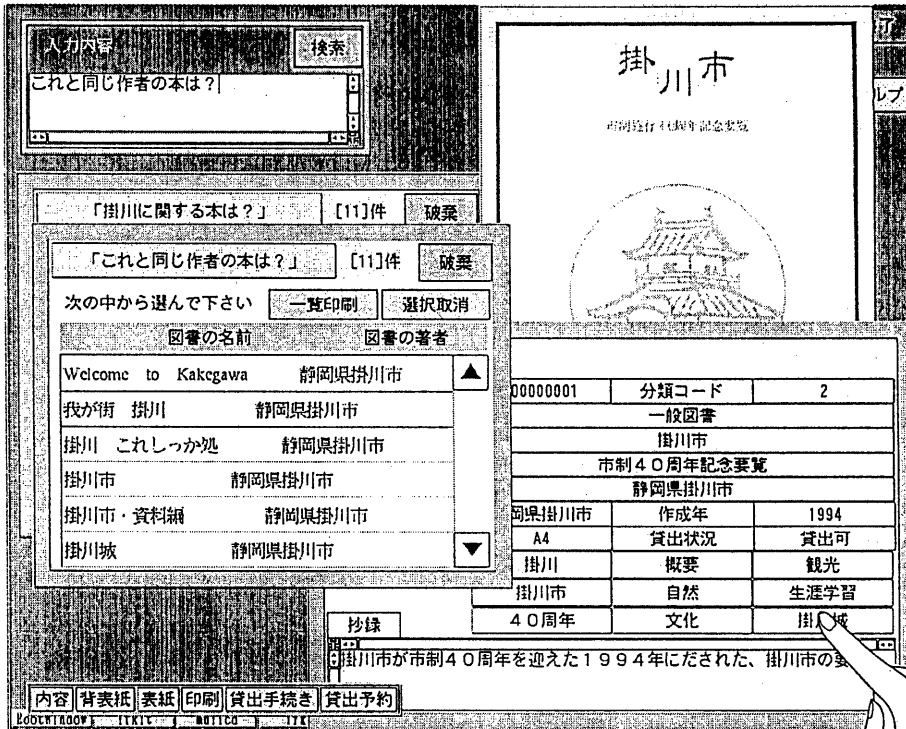 入力内容
検索
これと同じ作者の本は？
掛川市
ルプ
「掛川に関する本は？」 [11]件 破棄
「これと同じ作者の本は？」 [11]件 破棄
次の中から選んで下さい 一覧印刷 選択取消
図書の名前 図書の著者
Welcome to Kakegawa 静岡県掛川市
我が街 掛川 静岡県掛川市
掛川 これしっか処 静岡県掛川市
掛川市 静岡県掛川市
掛川市・資料編 静岡県掛川市
掛川城 静岡県掛川市
00000001 分類コード 2
一般図書
掛川市
市制４０周年記念要覧
静岡県掛川市
岡県掛川市 作成年 1994
A4 貸出状況 貸出可
掛川 概要 観光
掛川市 自然 生涯学習
４０周年 文化 掛 城
抄録
掛川市が市制４０周年を迎えた１９９４年にだされた、掛川市の要
内容 背表紙 表紙 印刷 貸出手続き 貸出予約